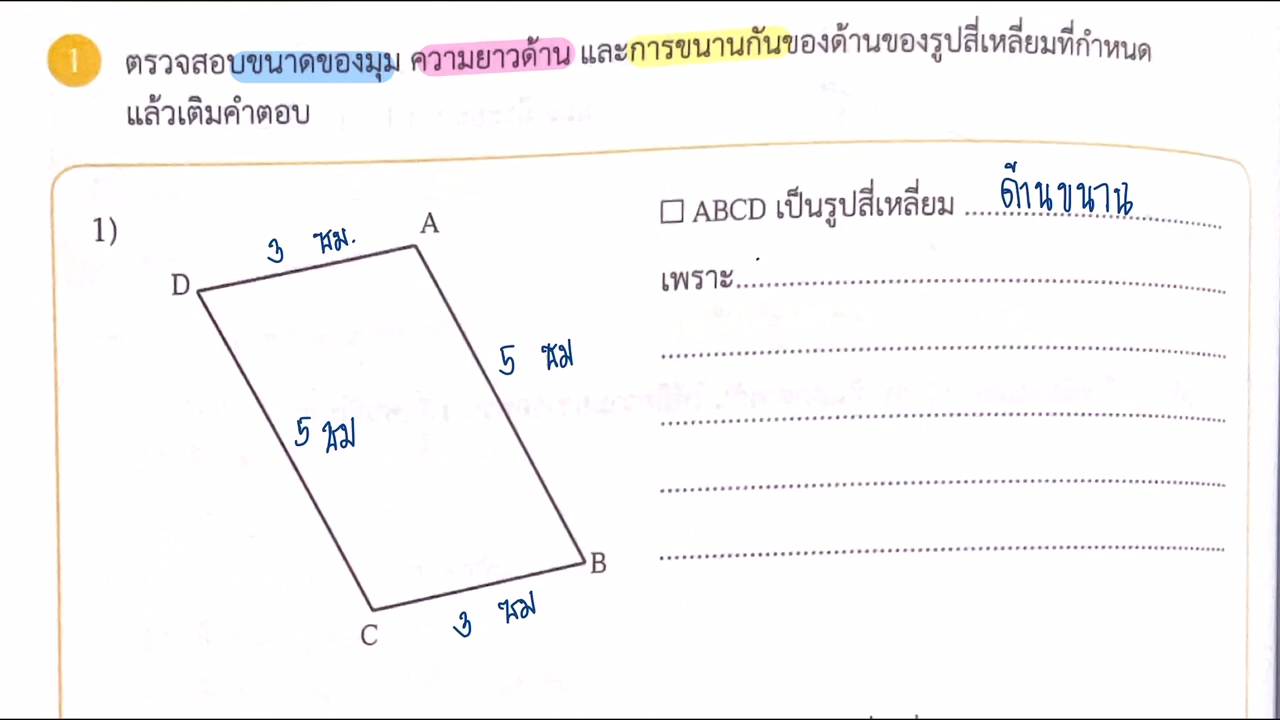 1 ตรวจสอบขนาดของมุม ความยาวด้าน และการขนานกันของด้านของรูปสี่เหลี่ยมที่กำหนด
แล้วเติมคำตอบ
1)
A
D
3 ซม.
5 ซม
5 ซม
B
C
3 ซม
□ ABCD เป็นรูปสี่เหลี่ยม ด้านขนาน
เพราะ